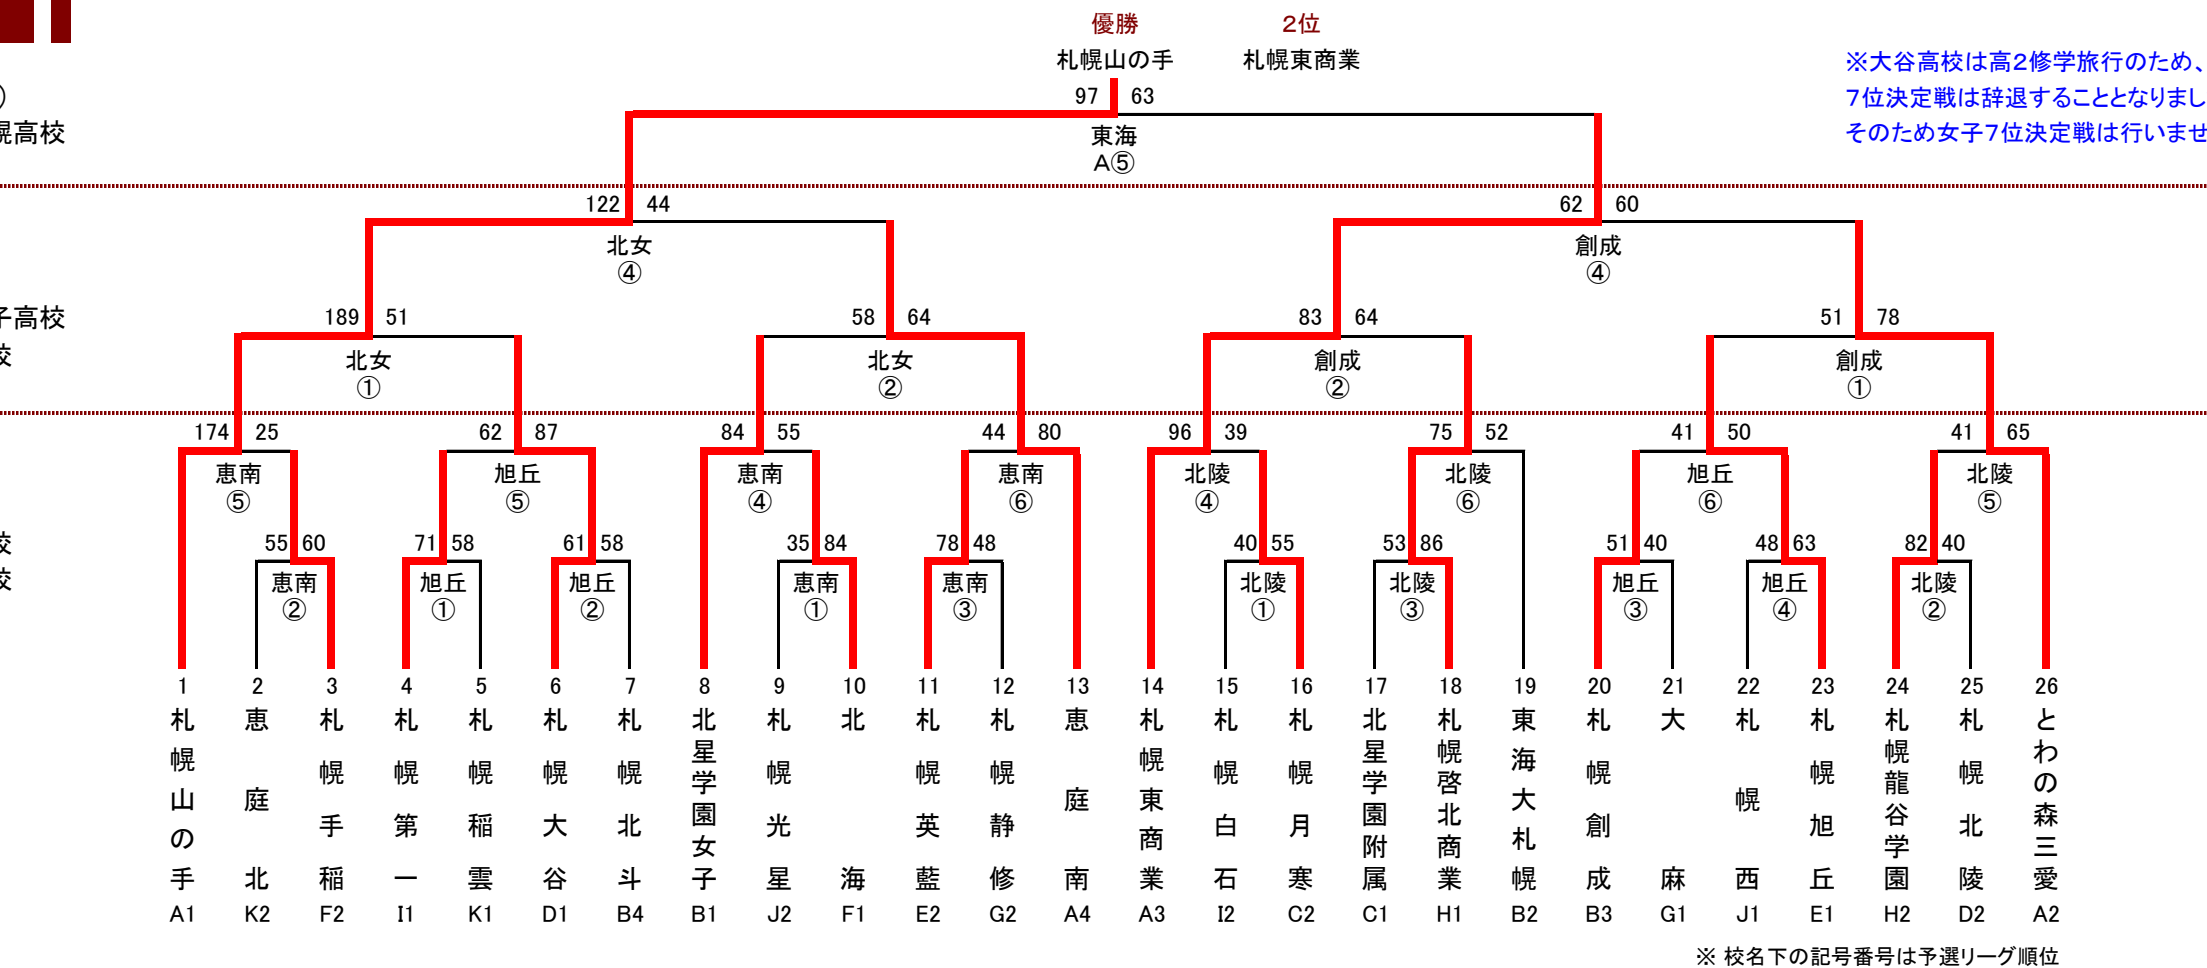 優勝 2位
札幌山の手 札幌東商業
※大谷高校は高2修学旅行のため、
7位決定戦は辞退することとなりまし
そのため女子7位決定戦は行いませ
)
幌高校
97 63
東海
A⑤
122 44
62 60
北女
④
創成
④
子高校
校
189 51
58 64
83 64
51 78
北女
①
北女
②
創成
②
創成
①
174 25
62 87
84 55
44 80
96 39
75 52
41 50
41 65
恵南
⑤
旭丘
⑤
恵南
④
恵南
⑥
北陵
④
北陵
⑥
旭丘
⑥
北陵
⑤
校
校
55 60
71 58
61 58
35 84
78 48
40 55
53 86
51 40
48 63
82 40
恵南
②
旭丘
①
旭丘
②
恵南
①
恵南
③
北陵
①
北陵
③
旭丘
③
旭丘
④
北陵
②
1 札幌山の手 A1
2 恵庭北 K2
3 札幌手稲 F2
4 札幌第一 I1
5 札幌稲雲 K1
6 札幌大谷 D1
7 札幌北斗 B4
8 北星学園女子 B1
9 札幌光星 J2
10 北海 F1
11 札幌英藍 E2
12 札幌静修 G2
13 恵庭南 A4
14 札幌東商業 A3
15 札幌白石 I2
16 札幌月寒 C2
17 北星学園附属 C1
18 札幌啓北商業 H1
19 東海大札幌 B2
20 札幌創成 B3
21 大麻 G1
22 札幌西 J1
23 札幌旭丘 E1
24 札幌龍谷学園 H2
25 札幌北陵 D2
26 とわの森三愛 A2
※ 校名下の記号番号は予選リーグ順位